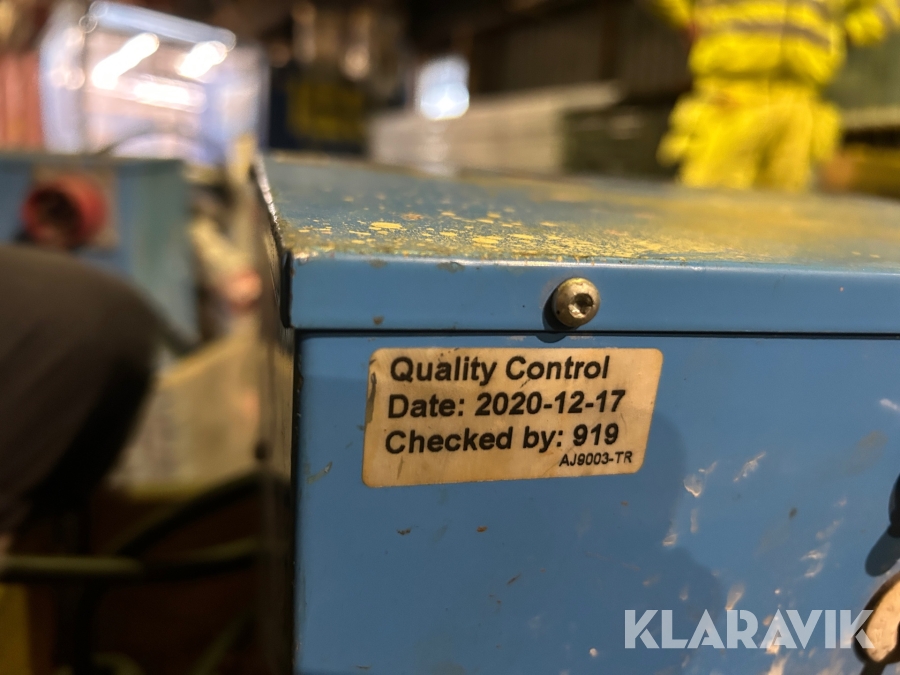 Quality Control
Date: 2020-12-17
Checked by: 919
AJ9003-TR
KLARAVIK